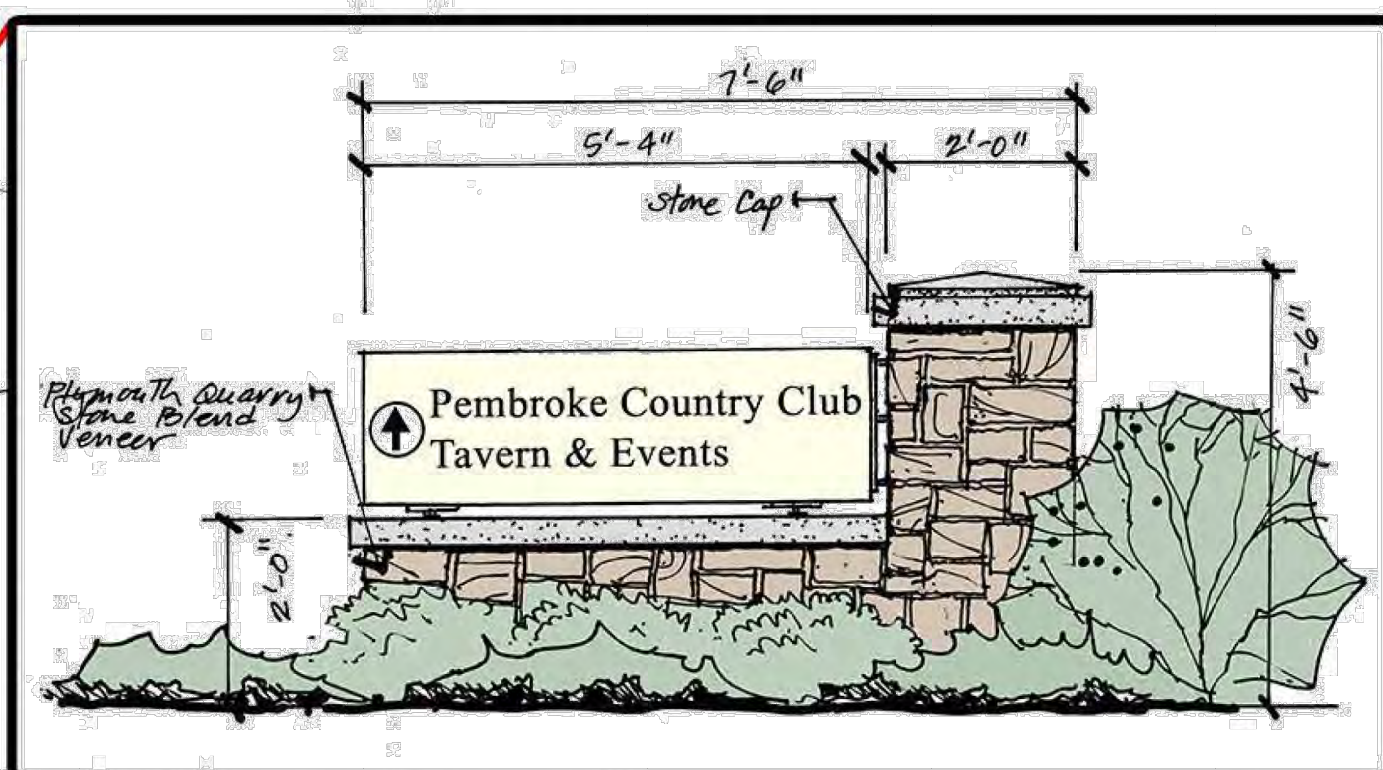 7'-6"
5'-4"
2'-0"
Stone Cap
4'-6"
Plymouth Quarry
Stone Blend
Veneer
Pembroke Country Club
Tavern & Events
2'-0"